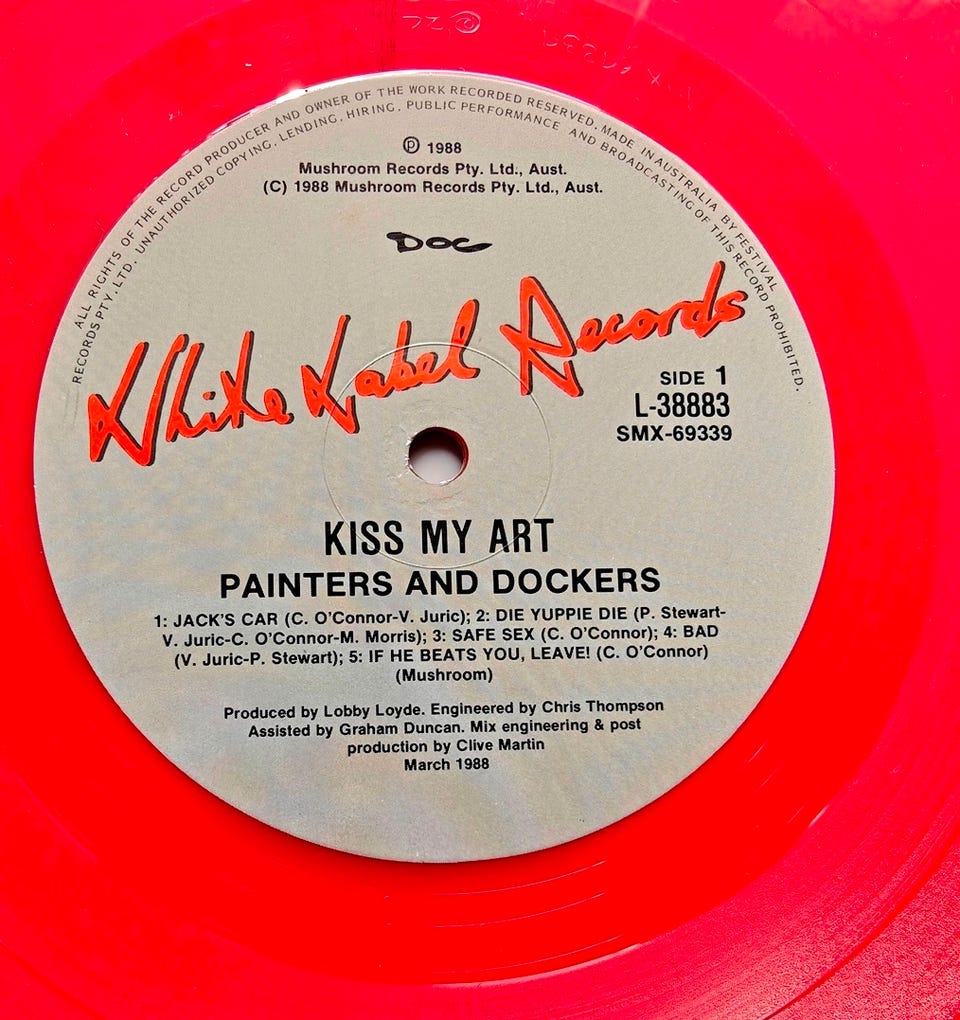 ALL RIGHTS OF THE RECORD PRODUCER AND OWNER OF THE WORK RECORDED RESERVED. MADE IN AUSTRALIA BY FESTIVAL
RECORDS PTY. LTD. UNAUTHORIZED COPYING, LENDING, HIRING, PUBLIC PERFORMANCE AND BROADCASTING OF THIS RECORD PROHIBITED.
℗ 1988
Mushroom Records Pty. Ltd., Aust.
(C) 1988 Mushroom Records Pty. Ltd., Aust.
DOC
White Label Records
SIDE 1
L-38883
SMX-69339
KISS MY ART
PAINTERS AND DOCKERS
1: JACK'S CAR (C. O'Connor-V. Juric); 2: DIE YUPPIE DIE (P. Stewart-
V. Juric-C. O'Connor-M. Morris); 3: SAFE SEX (C. O'Connor); 4: BAD
(V. Juric-P. Stewart); 5: IF HE BEATS YOU, LEAVE! (C. O'Connor)
(Mushroom)
Produced by Lobby Loyde. Engineered by Chris Thompson
Assisted by Graham Duncan. Mix engineering & post
production by Clive Martin
March 1988